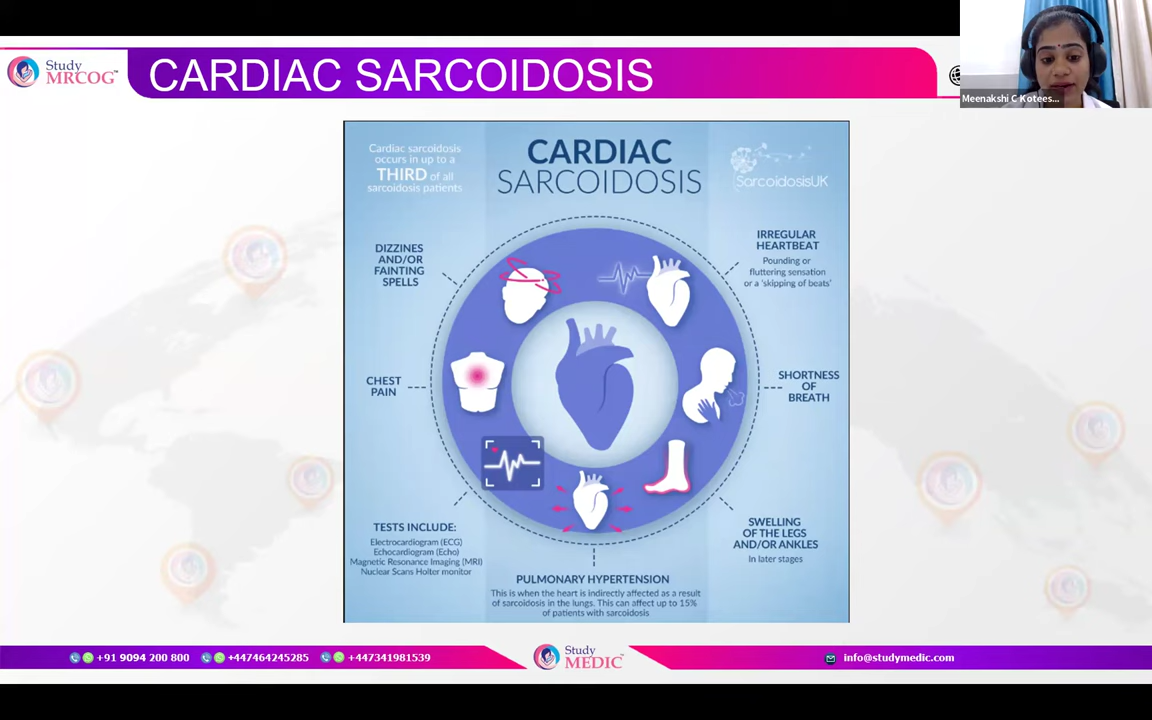 Study
MRCOG™
CARDIAC SARCOIDOSIS
Meenakshi C Kotees...
Cardiac sarcoidosis
occurs in up to a
THIRD of all
sarcoidosis patients
CARDIAC
SARCOIDOSIS
SarcoidosisUK
DIZZINES
AND/OR
FAINTING
SPELLS
IRREGULAR
HEARTBEAT
Pounding or
fluttering sensation
or a 'skipping of beats'
CHEST
PAIN
SHORTNESS
OF
BREATH
TESTS INCLUDE:
Electrocardiogram (ECG)
Echocardiogram (Echo)
Magnetic Resonance Imaging (MRI)
Nuclear Scans Holter monitor
SWELLING
OF THE LEGS
AND/OR ANKLES
In later stages
PULMONARY HYPERTENSION
This is when the heart is indirectly affected as a result
of sarcoidosis in the lungs. This can affect up to 15%
of patients with sarcoidosis
+91 9094 200 800 +447464245285 +447341981539
Study
MEDIC™
info@studymedic.com